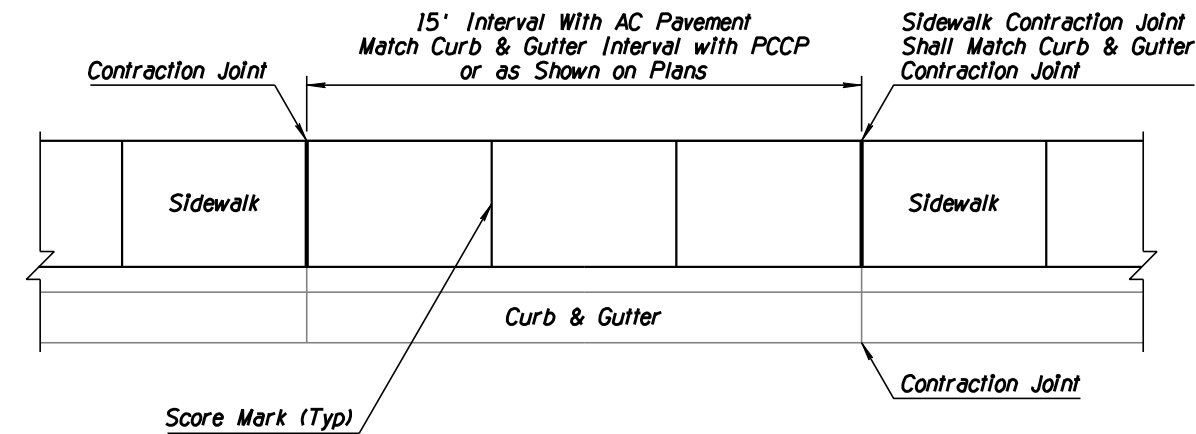 15' Interval With AC Pavement
Match Curb & Gutter Interval with PCCP
or as Shown on Plans
Sidewalk Contraction Joint
Shall Match Curb & Gutter
Contraction Joint
Contraction Joint
Sidewalk
Sidewalk
Curb & Gutter
Contraction Joint
Score Mark (Typ)